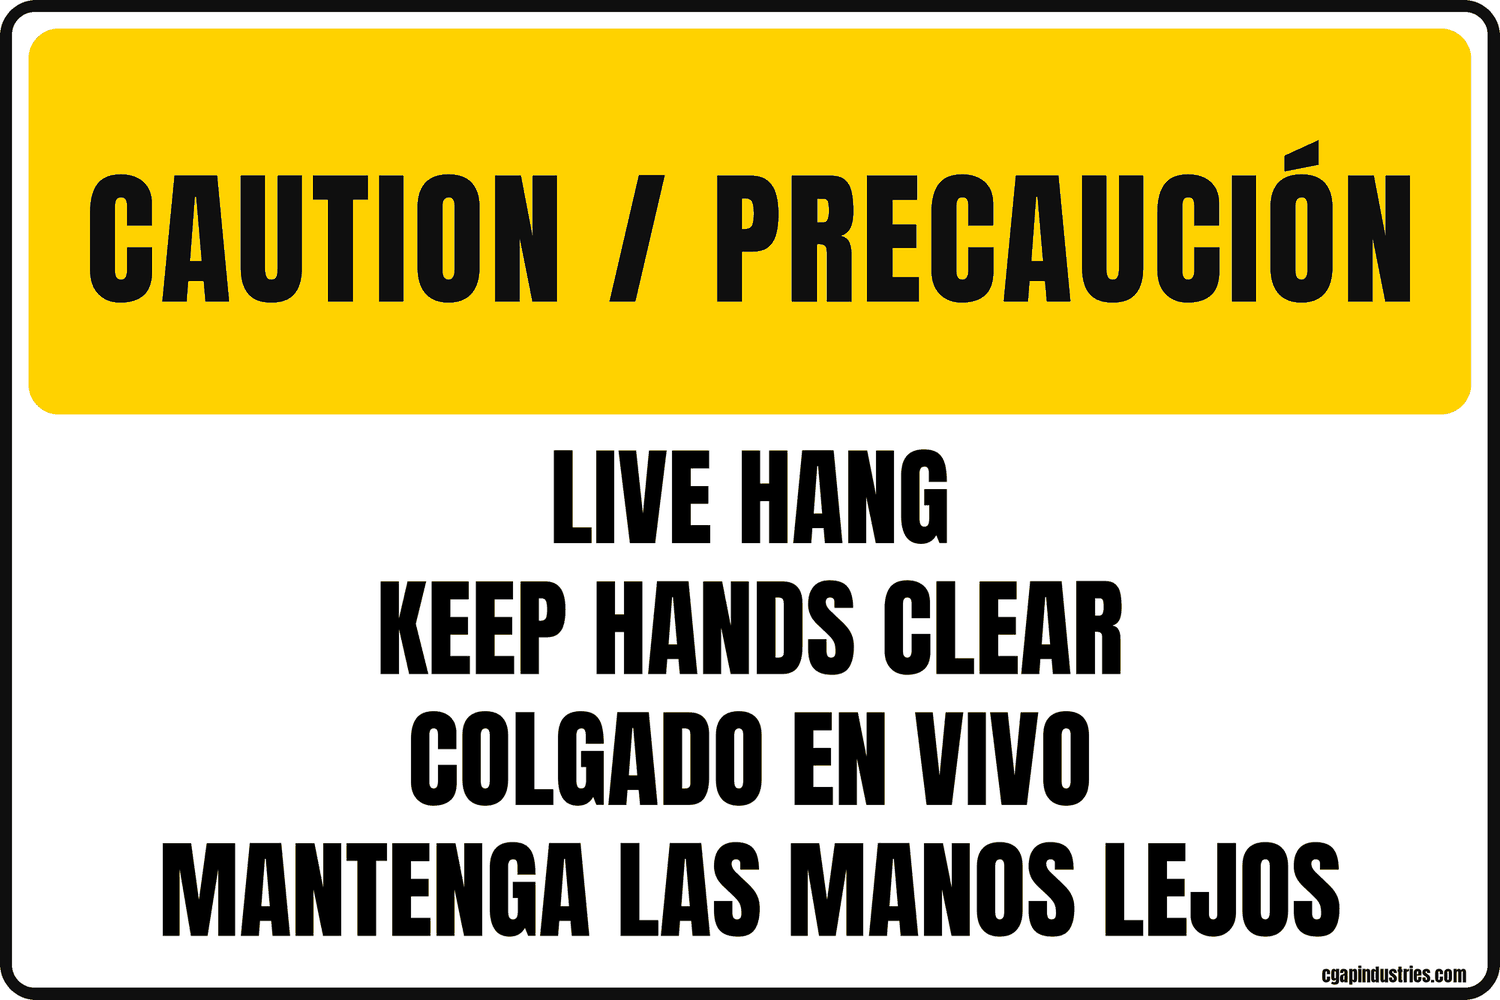 CAUTION / PRECAUCIÓN
LIVE HANG
KEEP HANDS CLEAR
COLGADO EN VIVO
MANTENGA LAS MANOS LEJOS
cgapindustries.com